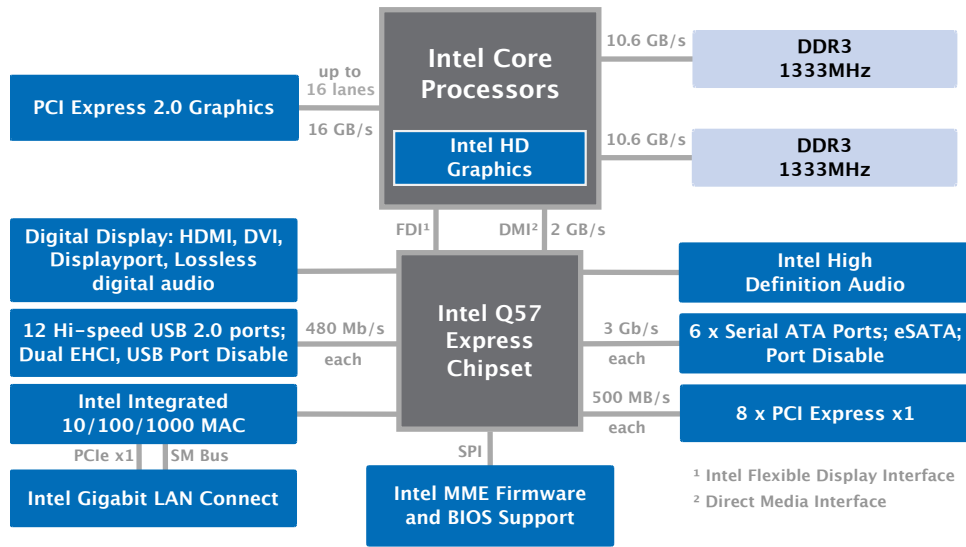 Intel Core
Processors
Intel HD
Graphics
10.6 GB/s
DDR3
1333MHz
10.6 GB/s
DDR3
1333MHz
up to
16 lanes
16 GB/s
PCI Express 2.0 Graphics
FDI¹
DMI²
2 GB/s
Digital Display: HDMI, DVI,
Displayport, Lossless
digital audio
Intel Q57
Express
Chipset
Intel High
Definition Audio
12 Hi-speed USB 2.0 ports;
Dual EHCI, USB Port Disable
480 Mb/s
each
3 Gb/s
each
6 x Serial ATA Ports; eSATA;
Port Disable
Intel Integrated
10/100/1000 MAC
500 MB/s
each
8 x PCI Express x1
PCIe x1
SM Bus
SPI
Intel Gigabit LAN Connect
Intel MME Firmware
and BIOS Support
¹ Intel Flexible Display Interface
² Direct Media Interface